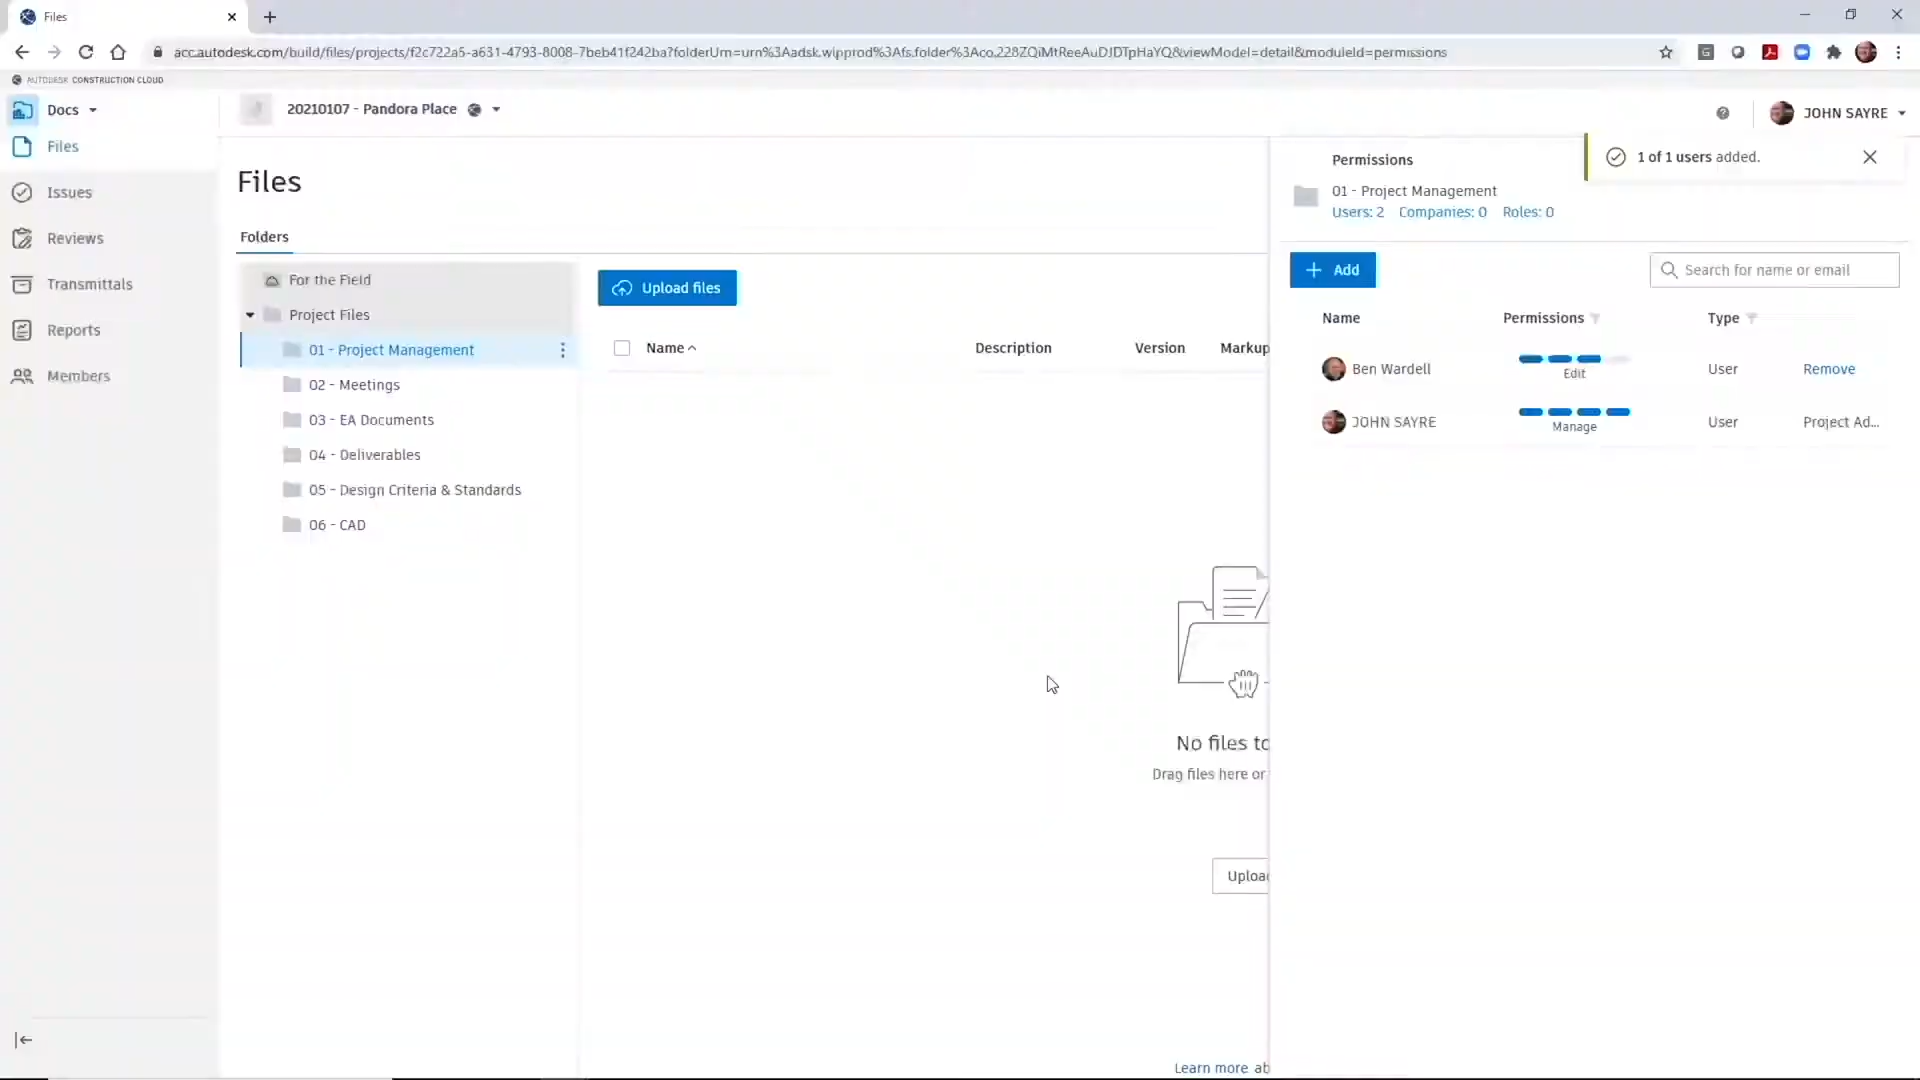 Files
acc.autodesk.com/build/files/projects/f2c722a5-a631-4793-8008-7beb41f242ba?folderUrn=urn%3Aadsk.wipprod%3Afs.folder%3Aco.228ZQiMtReeAuDJDTpHaYQ&viewModel=detail&moduleId=permissions
AUTODESK CONSTRUCTION CLOUD
Docs
20210107 - Pandora Place
JOHN SAYRE
Files
Issues
Reviews
Transmittals
Reports
Members
Files
Folders
For the Field
Project Files
01 - Project Management
02 - Meetings
03 - EA Documents
04 - Deliverables
05 - Design Criteria & Standards
06 - CAD
Upload files
Name
Description
Version
Markup
No files to
Drag files here or
Upload
Learn more ab
Permissions
1 of 1 users added.
01 - Project Management
Users: 2 Companies: 0 Roles: 0
Add
Search for name or email
Name Permissions Type
Ben Wardell Edit User Remove
JOHN SAYRE Manage User Project Ad...